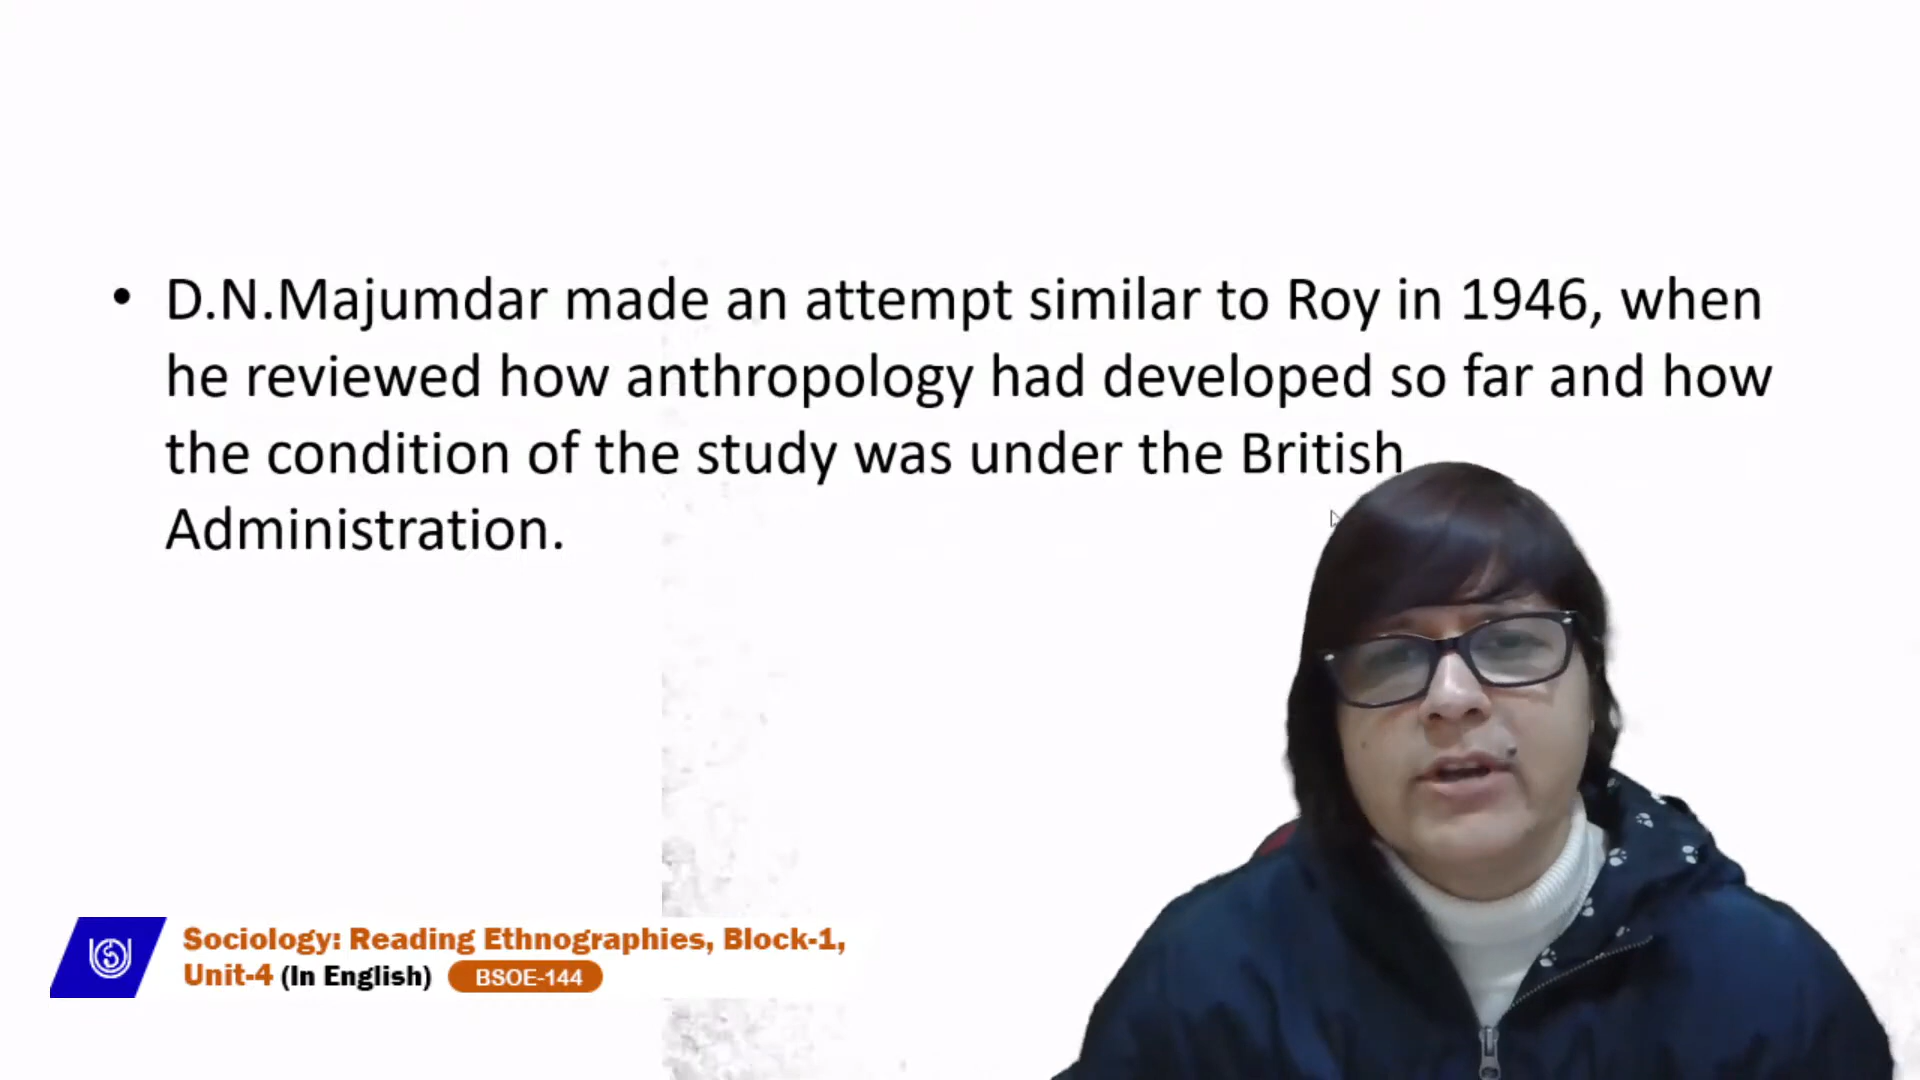 • D.N.Majumdar made an attempt similar to Roy in 1946, when
he reviewed how anthropology had developed so far and how
the condition of the study was under the British
Administration.
Sociology: Reading Ethnographies, Block-1,
Unit-4 (In English) BSOE-144